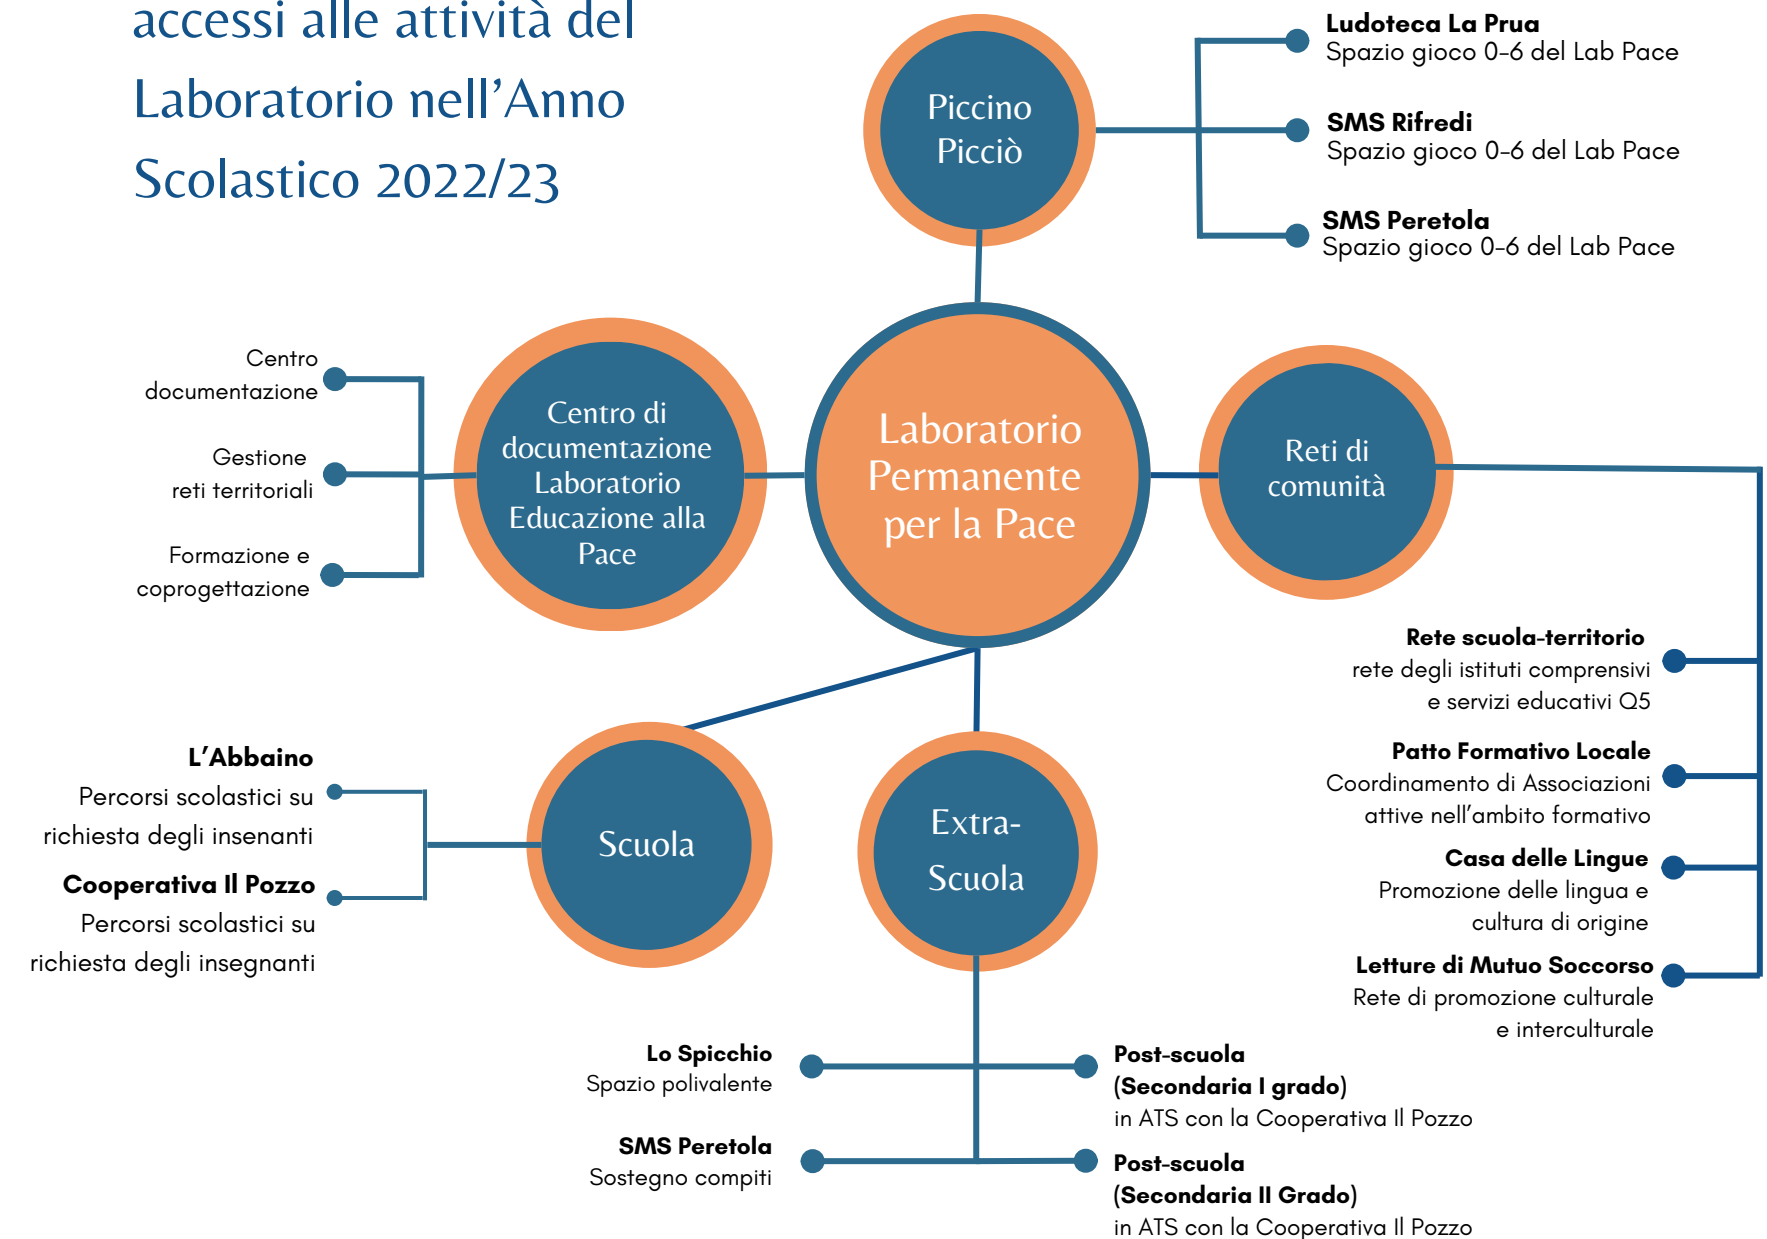 accessi alle attività del
Laboratorio nell'Anno
Scolastico 2022/23
Piccino
Picciò
Ludoteca La Prua
Spazio gioco 0-6 del Lab Pace
SMS Rifredi
Spazio gioco 0-6 del Lab Pace
SMS Peretola
Spazio gioco 0-6 del Lab Pace
Centro
documentazione
Gestione
reti territoriali
Formazione e
coprogettazione
Centro di
documentazione
Laboratorio
Educazione alla
Pace
Laboratorio
Permanente
per la Pace
Reti di
comunità
Rete scuola-territorio
rete degli istituti comprensivi
e servizi educativi Q5
Patto Formativo Locale
Coordinamento di Associazioni
attive nell'ambito formativo
Casa delle Lingue
Promozione delle lingua e
cultura di origine
Letture di Mutuo Soccorso
Rete di promozione culturale
e interculturale
L'Abbaino
Percorsi scolastici su
richiesta degli insenanti
Cooperativa Il Pozzo
Percorsi scolastici su
richiesta degli insegnanti
Scuola
Extra-
Scuola
Lo Spicchio
Spazio polivalente
SMS Peretola
Sostegno compiti
Post-scuola
(Secondaria I grado)
in ATS con la Cooperativa Il Pozzo
Post-scuola
(Secondaria II Grado)
in ATS con la Cooperativa Il Pozzo